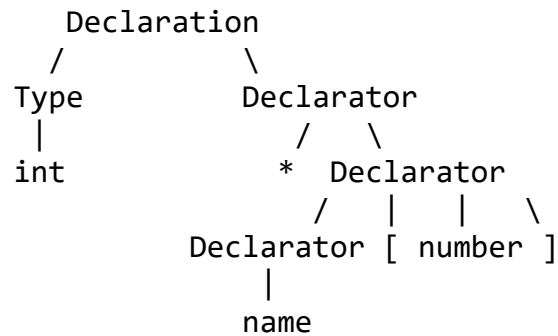 Declaration
/ \
Type Declarator
| / \
int * Declarator
/ | | \
Declarator [ number ]
|
name